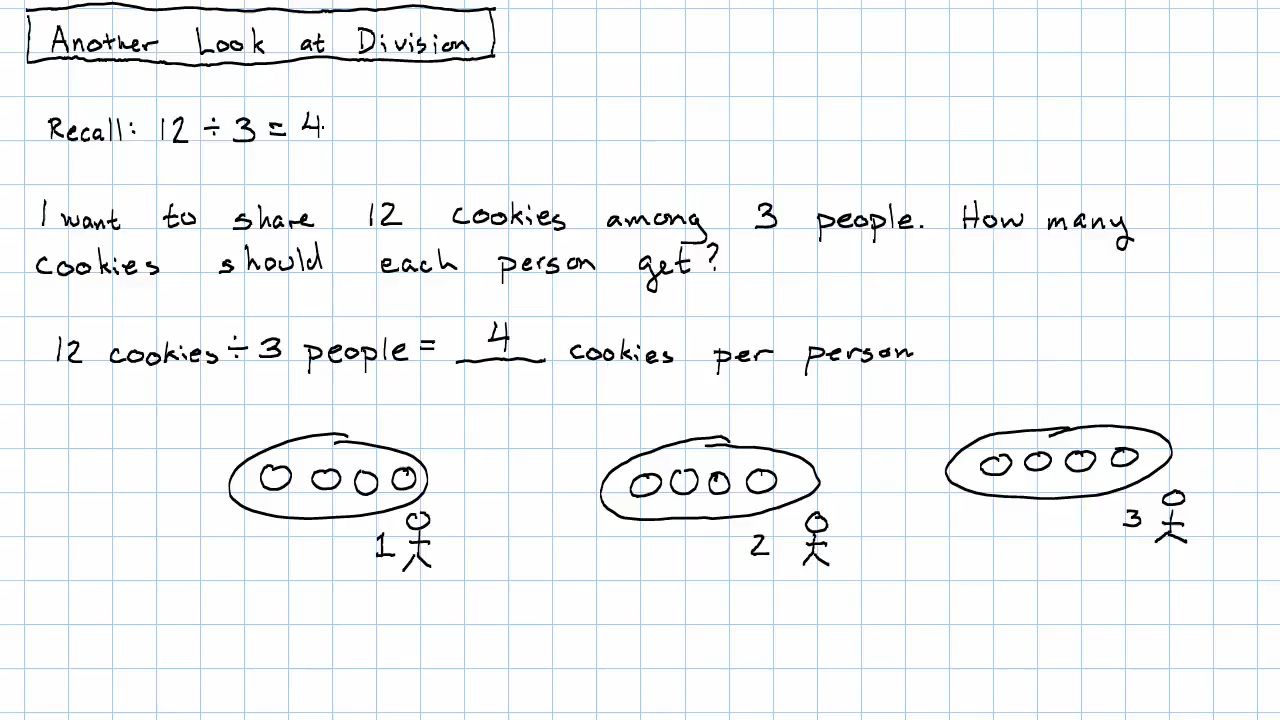 Another Look at Division
Recall: 12 ÷ 3 = 4
I want to share 12 cookies among 3 people. How many
cookies should each person get?
12 cookies ÷ 3 people = 4 cookies per person
1
2
3